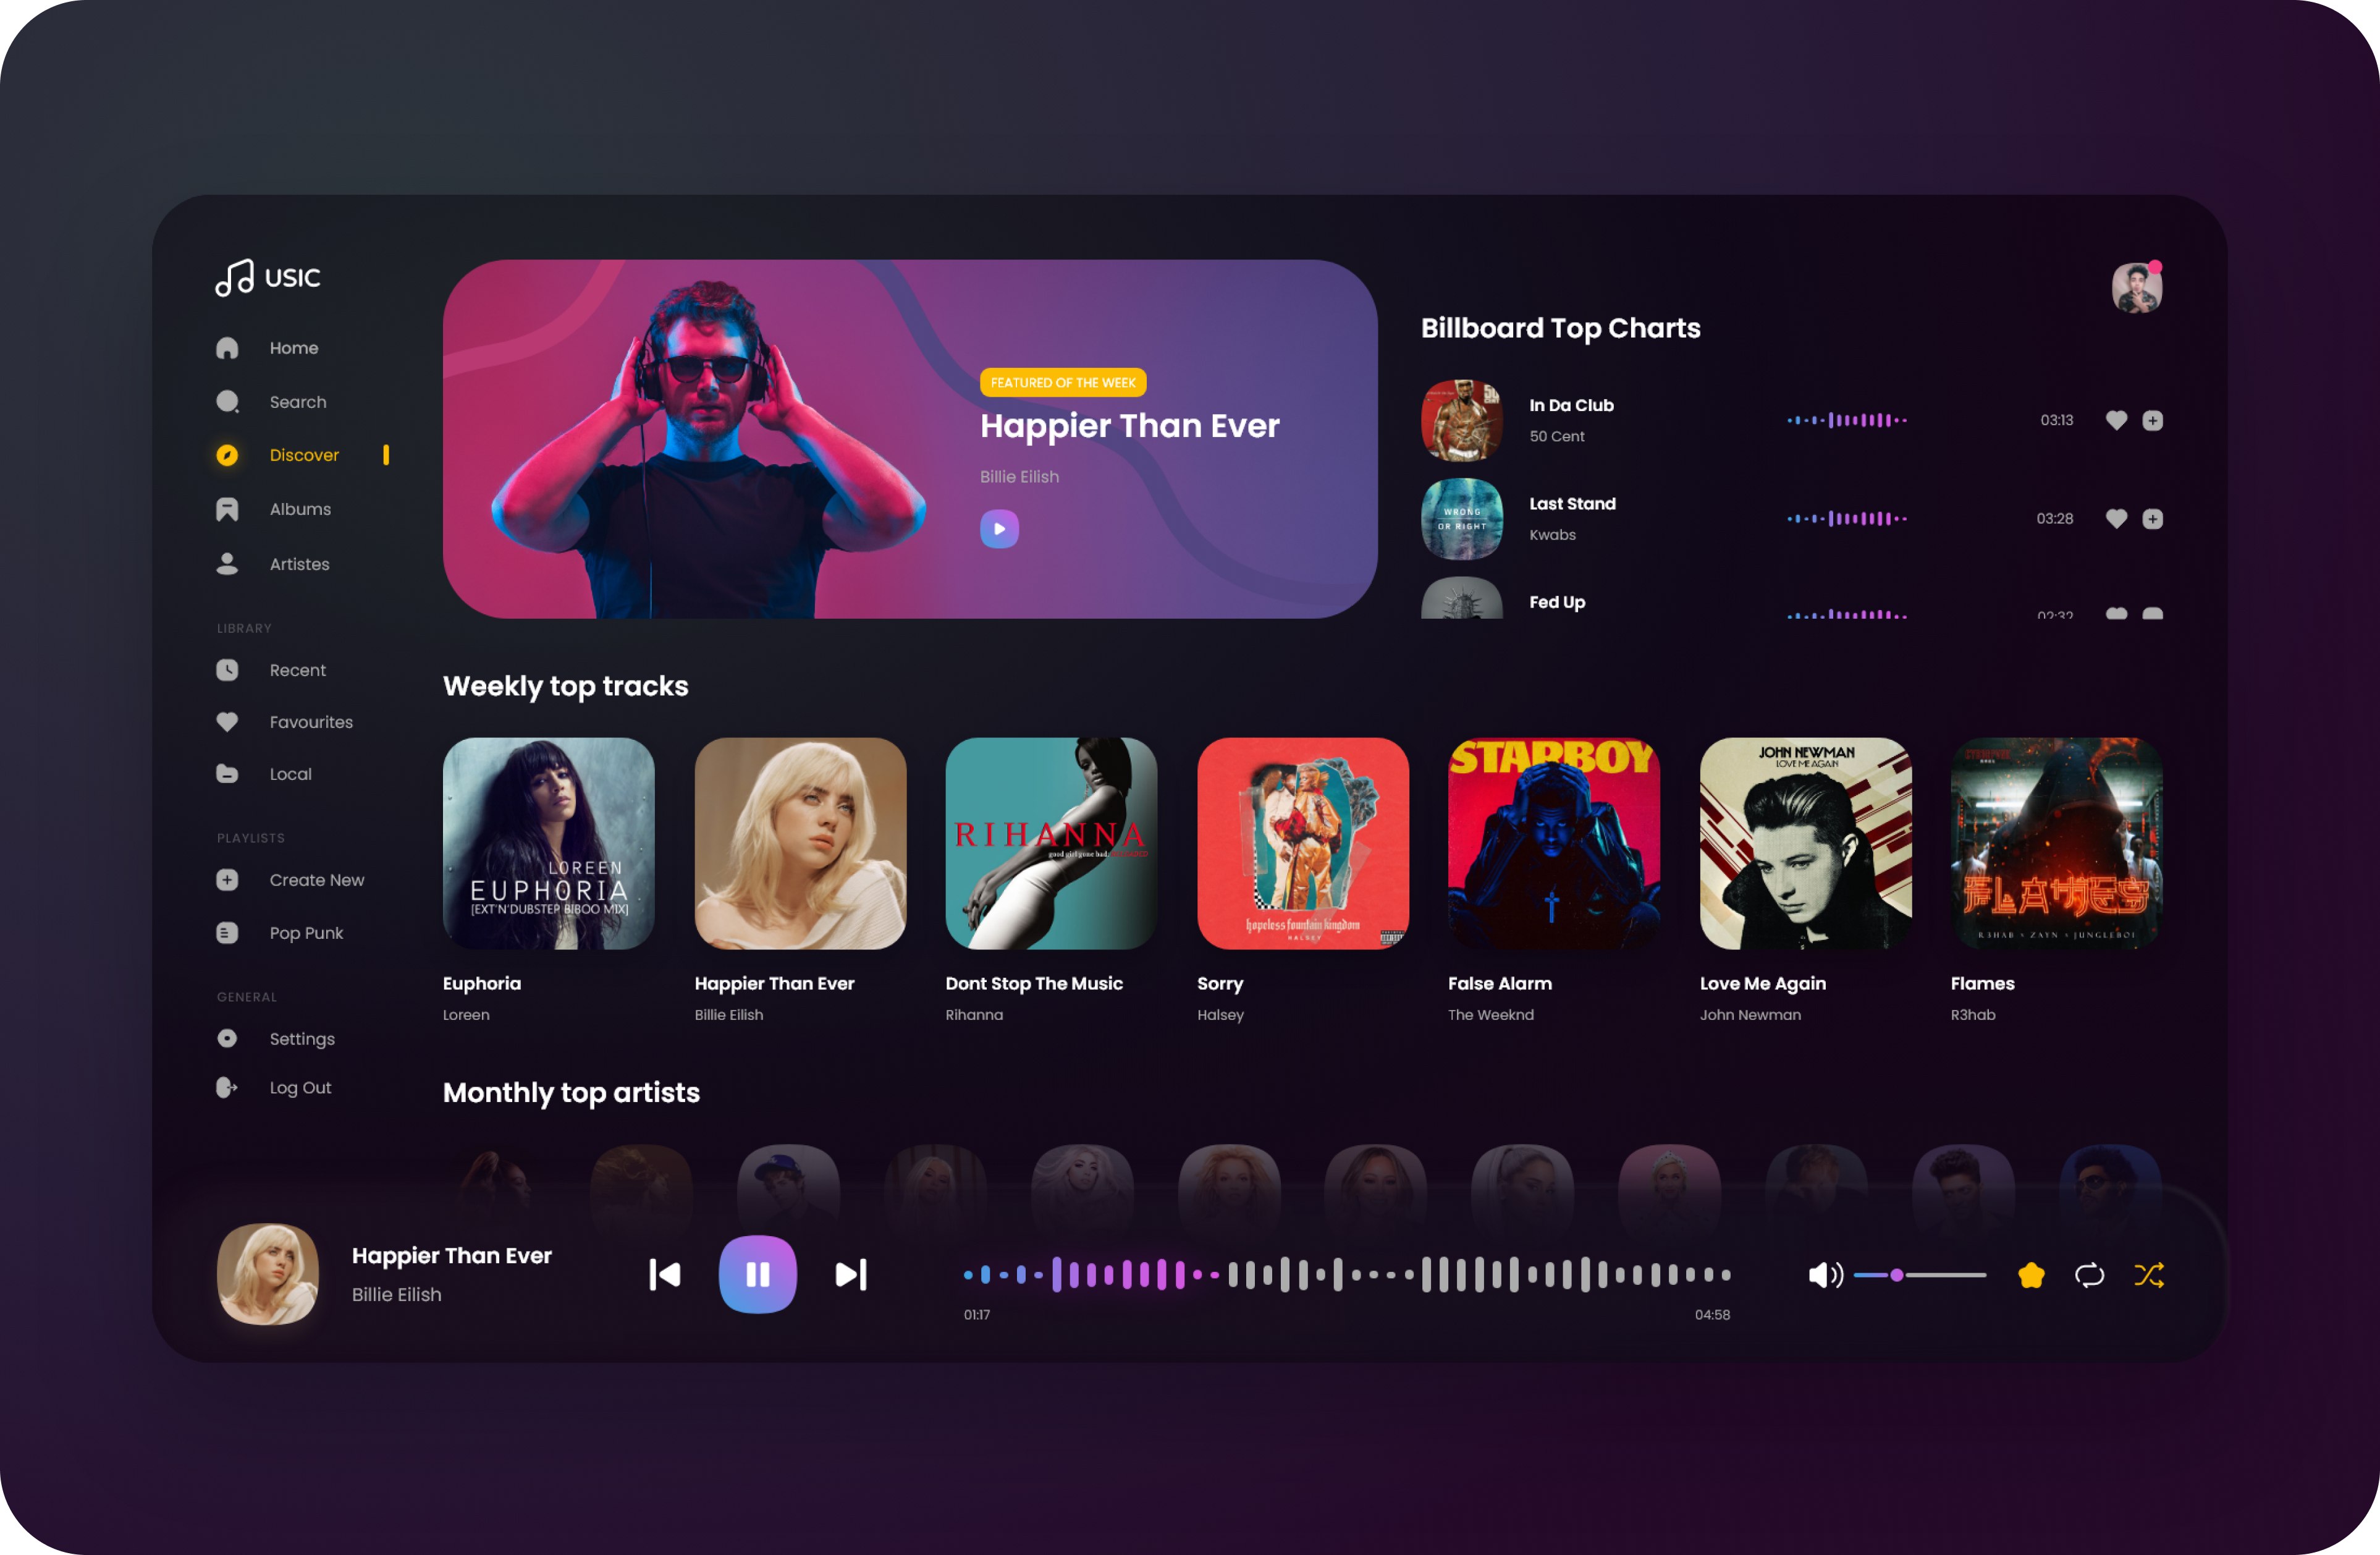 USIC
Home
Search
Discover
Albums
Artistes
LIBRARY
Recent
Favourites
Local
PLAYLISTS
Create New
Pop Punk
GENERAL
Settings
Log Out
FEATURED OF THE WEEK
Happier Than Ever
Billie Eilish
Billboard Top Charts
In Da Club
50 Cent
03:13
WRONG
OR RIGHT
Last Stand
Kwabs
03:28
Fed Up
02:32
Weekly top tracks
LOREEN
EUPHORIA
[EXT'N'DUBSTEP BIBOO MIX]
Euphoria
Loreen
Happier Than Ever
Billie Eilish
RIHANNA
good girl gone bad:
Dont Stop The Music
Rihanna
hopeless fountain kingdom
HALSEY
Sorry
Halsey
STARBOY
False Alarm
The Weeknd
JOHN NEWMAN
LOVE ME AGAIN
Love Me Again
John Newman
FLAMES
R3HAB × ZAYN × JUNGLEBOI
Flames
R3hab
Monthly top artists
Happier Than Ever
Billie Eilish
01:17
04:58